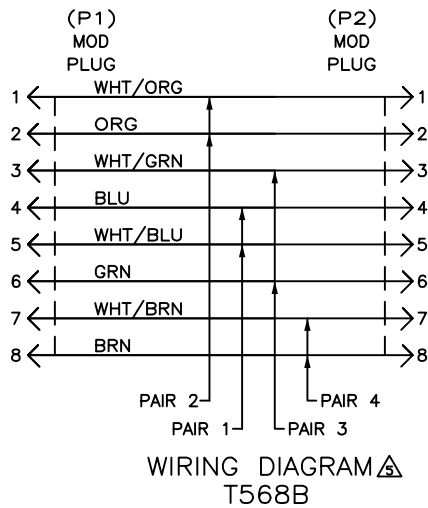 (P1) (P2)
MOD MOD
PLUG PLUG
1 WHT/ORG 1
2 ORG 2
3 WHT/GRN 3
4 BLU 4
5 WHT/BLU 5
6 GRN 6
7 WHT/BRN 7
8 BRN 8
PAIR 2 PAIR 4
PAIR 1 PAIR 3
WIRING DIAGRAM 5
T568B